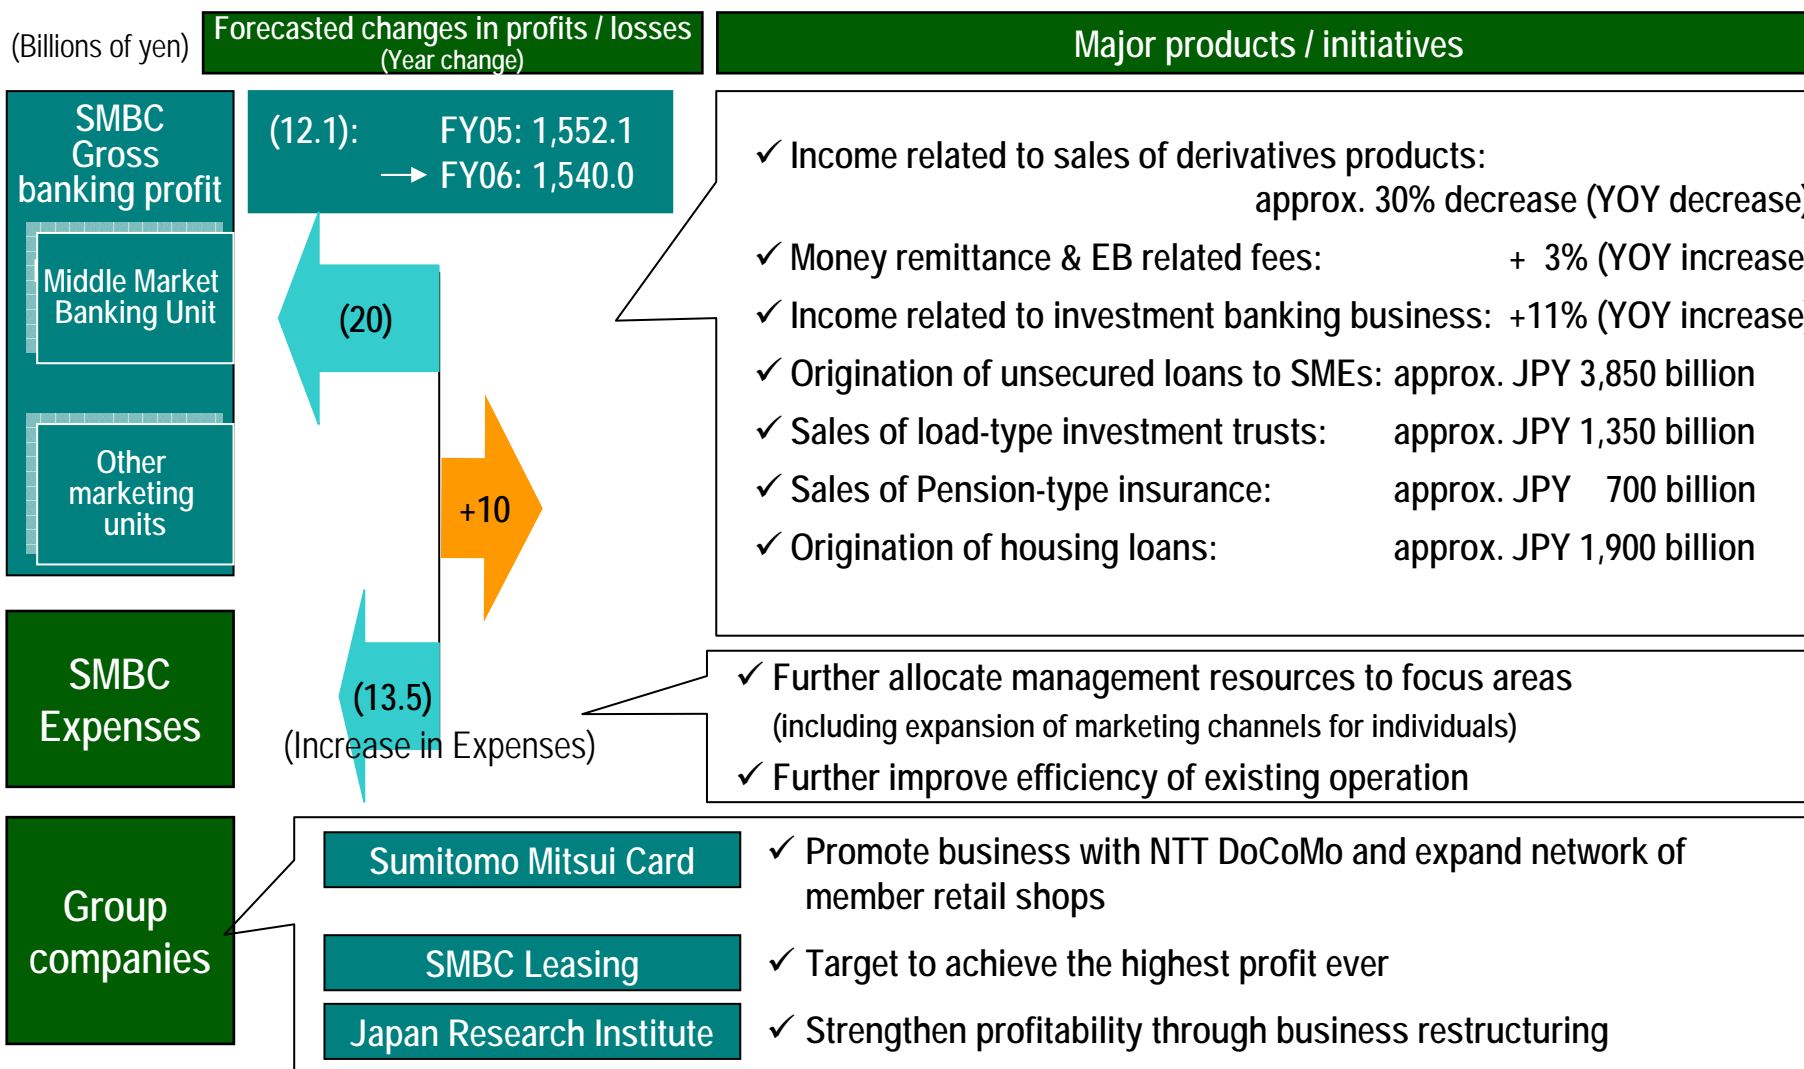 (Billions of yen)
Forecasted changes in profits / losses
(Year change)
Major products / initiatives
SMBC
Gross
banking profit
(12.1): FY05: 1,552.1
→ FY06: 1,540.0
Middle Market
Banking Unit
(20)
Other
marketing
units
+10
✓ Income related to sales of derivatives products:
approx. 30% decrease (YOY decrease)
✓ Money remittance & EB related fees: + 3% (YOY increase
✓ Income related to investment banking business: +11% (YOY increase)
✓ Origination of unsecured loans to SMEs: approx. JPY 3,850 billion
✓ Sales of load-type investment trusts: approx. JPY 1,350 billion
✓ Sales of Pension-type insurance: approx. JPY 700 billion
✓ Origination of housing loans: approx. JPY 1,900 billion
SMBC
Expenses
(13.5)
(Increase in Expenses)
✓ Further allocate management resources to focus areas
(including expansion of marketing channels for individuals)
✓ Further improve efficiency of existing operation
Group
companies
Sumitomo Mitsui Card
✓ Promote business with NTT DoCoMo and expand network of
member retail shops
SMBC Leasing
✓ Target to achieve the highest profit ever
Japan Research Institute
✓ Strengthen profitability through business restructuring